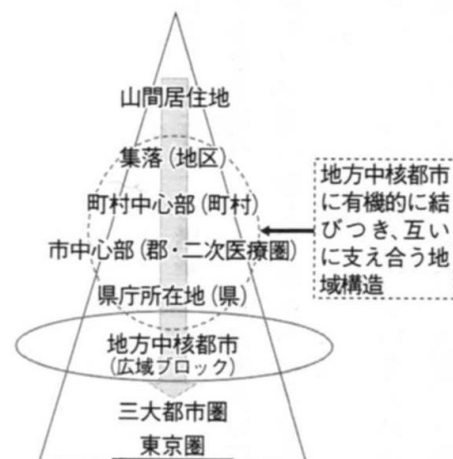 山間居住地
集落(地区)
町村中心部(町村)
市中心部(郡・二次医療圏)
県庁所在地(県)
地方中核都市
(広域ブロック)
三大都市圏
東京圏
地方中核都市
に有機的に結
びつき、互い
に支え合う地
域構造